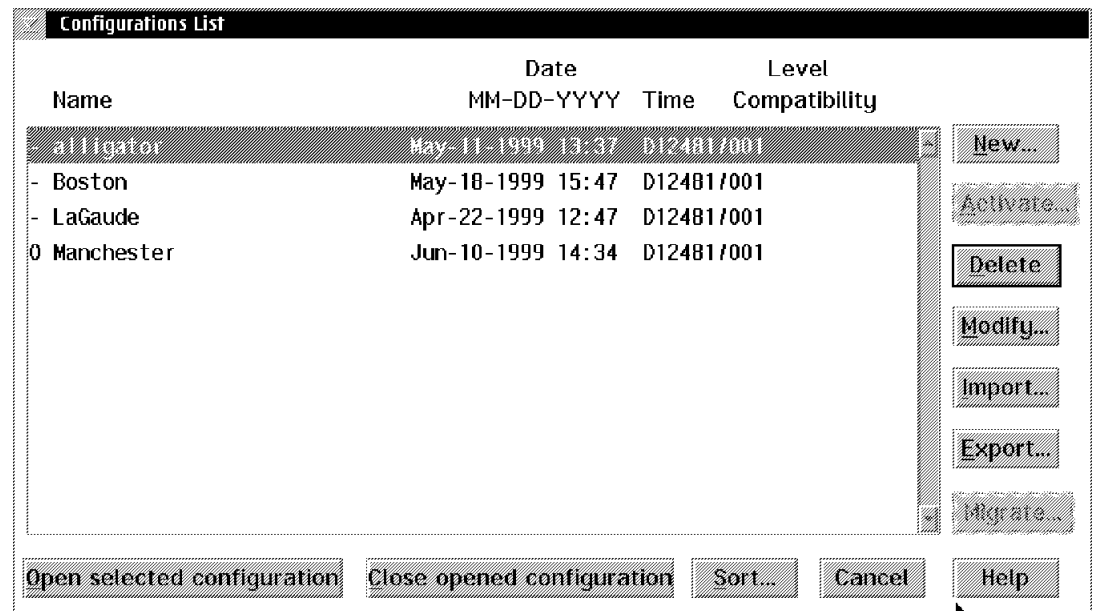 Configurations List
Date Level
Name MM-DD-YYYY Time Compatibility
- alligator May-11-1999 13:37 D12481/001
- Boston May-18-1999 15:47 D12481/001
- LaGaude Apr-22-1999 12:47 D12481/001
O Manchester Jun-10-1999 14:34 D12481/001
New...
Activate...
Delete
Modify...
Import...
Export...
Migrate...
Open selected configuration Close opened configuration Sort... Cancel Help